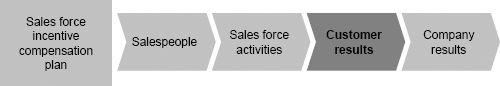 Sales force
incentive
compensation
plan
Salespeople
Sales force
activities
Customer
results
Company
results